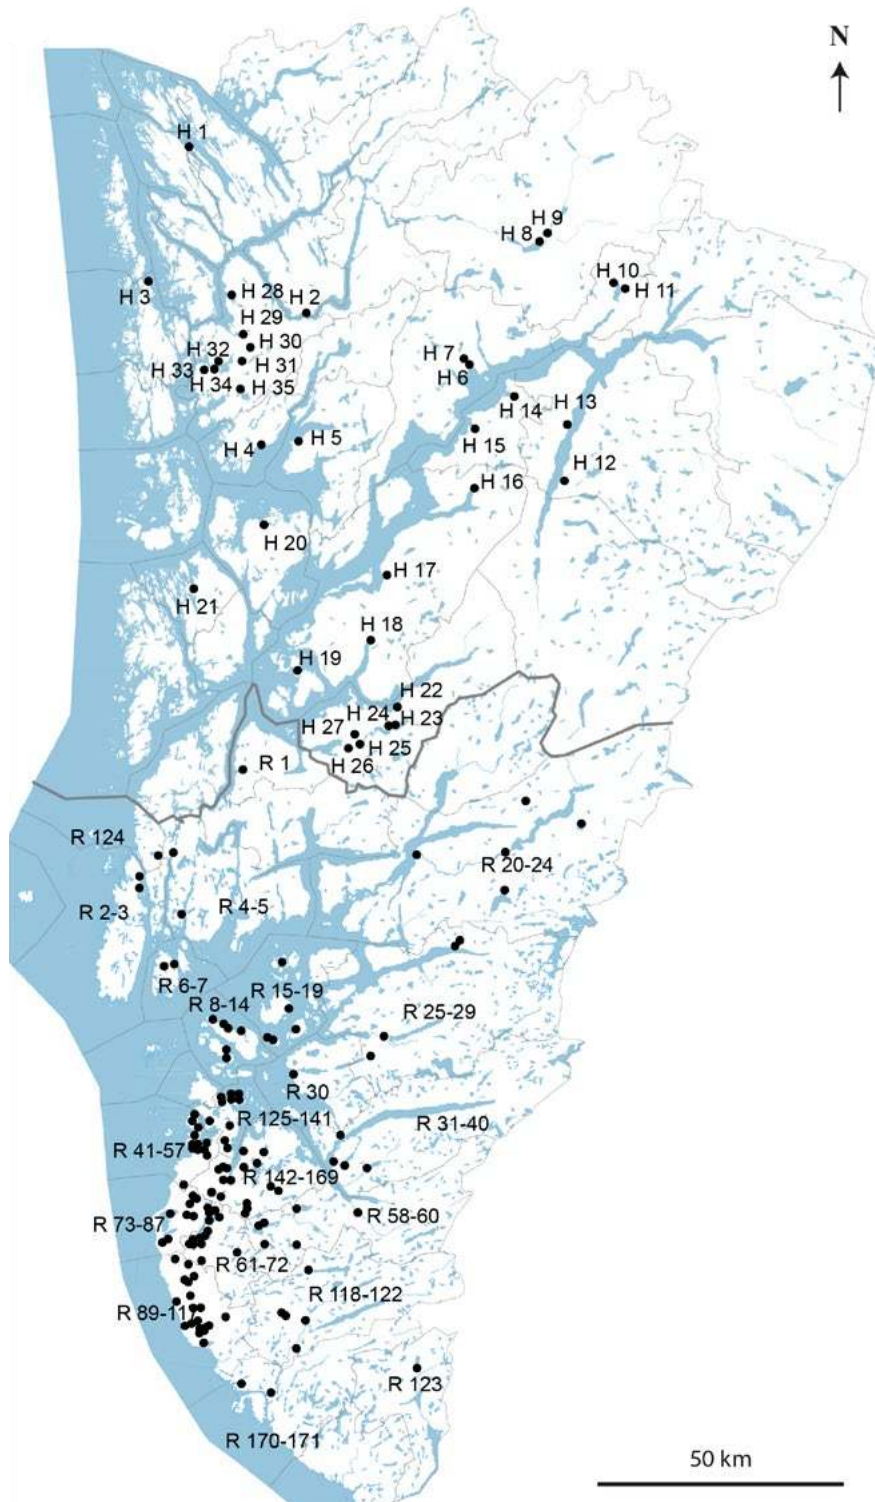 N
H 1
H 9
H 8
H 10
H 11
H 3
H 28
H 2
H 29
H 30
H 32
H 31
H 33
H 34
H 35
H 7
H 6
H 14
H 13
H 4
H 5
H 15
H 12
H 16
H 20
H 17
H 21
H 18
H 19
H 22
H 24
H 23
H 27
H 25
H 26
R 1
R 124
R 20-24
R 2-3
R 4-5
R 6-7
R 15-19
R 8-14
R 25-29
R 30
R 125-141
R 31-40
R 41-57
R 142-169
R 73-87
R 58-60
R 61-72
R 118-122
R 89-117
R 123
R 170-171
50 km